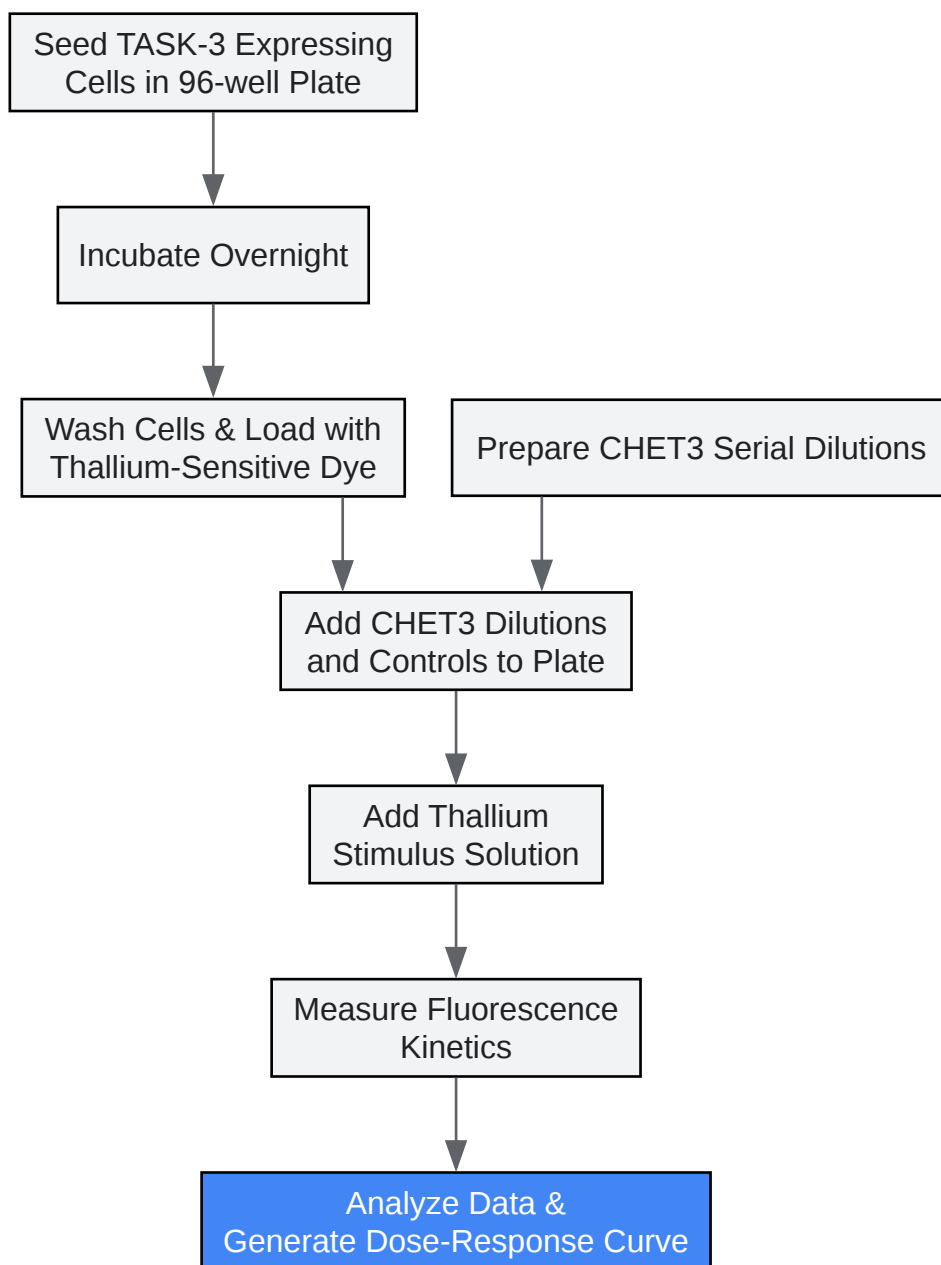 Seed TASK-3 Expressing
Cells in 96-well Plate
Incubate Overnight
Wash Cells & Load with
Thallium-Sensitive Dye
Prepare CHET3 Serial Dilutions
Add CHET3 Dilutions
and Controls to Plate
Add Thallium
Stimulus Solution
Measure Fluorescence
Kinetics
Analyze Data &
Generate Dose-Response Curve